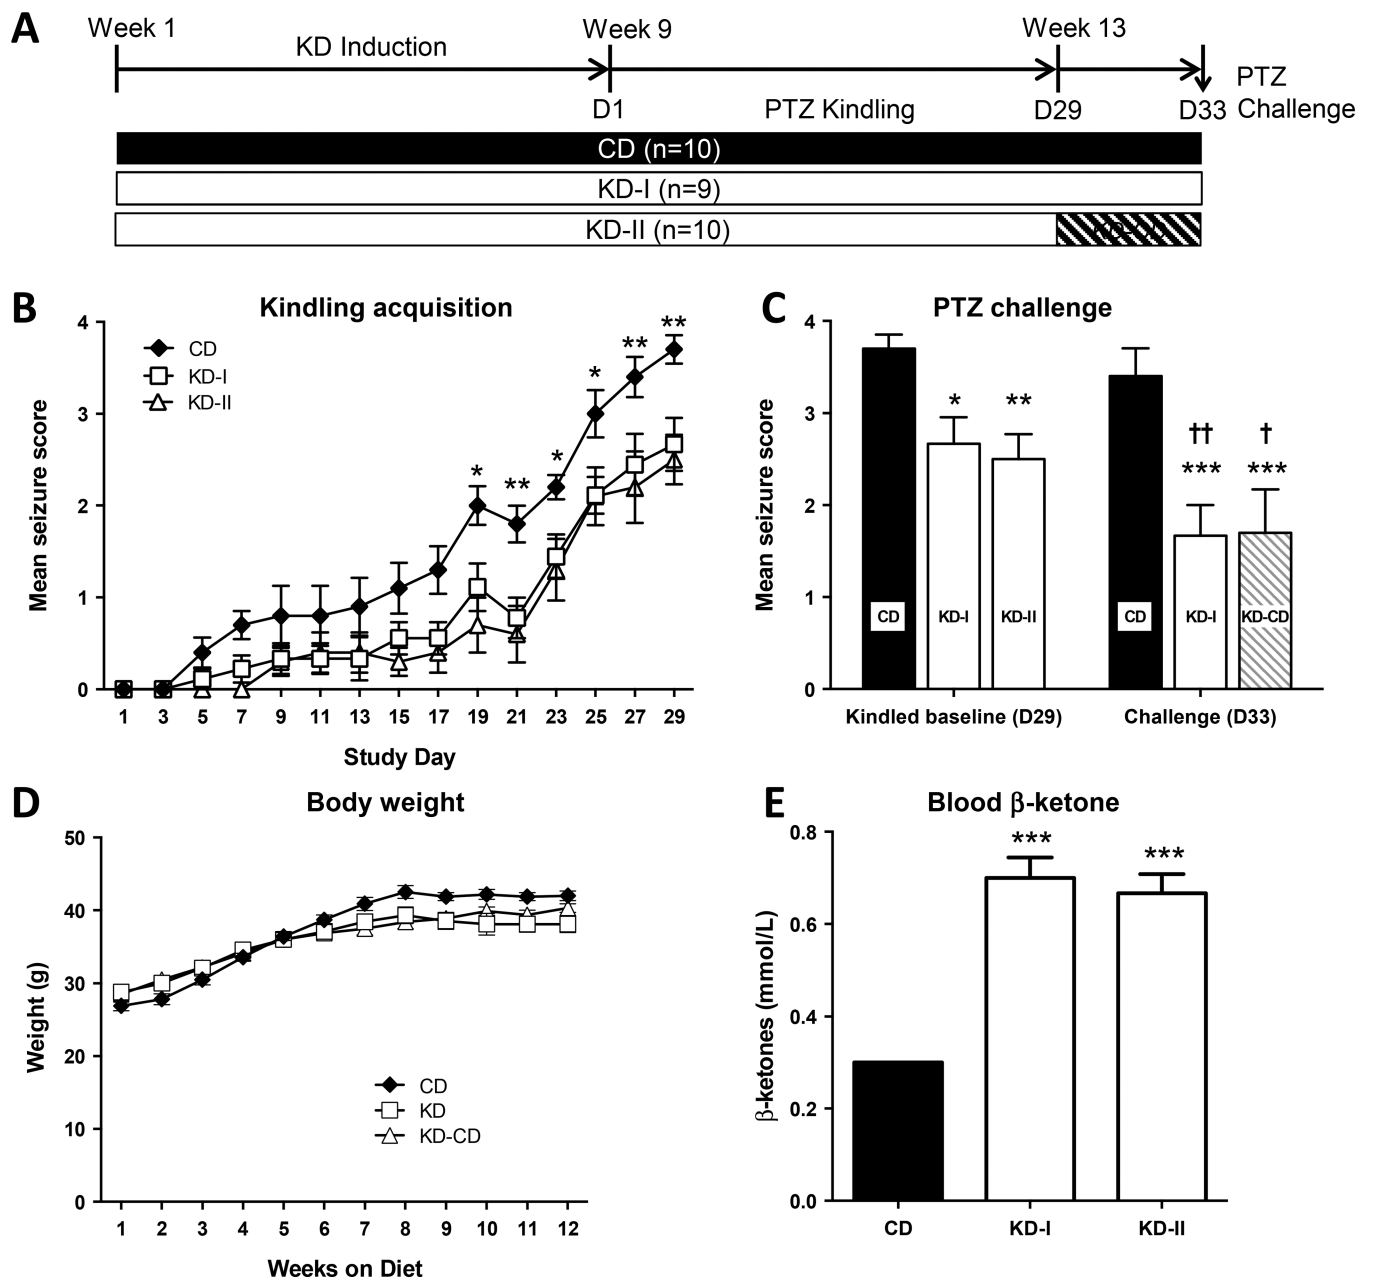 A
Week 1
KD Induction
Week 9
Week 13
D1
PTZ Kindling
D29
D33
PTZ
Challenge
CD (n=10)
KD-I (n=9)
KD-II (n=10)
B
Kindling acquisition
Mean seizure score
4
3
2
1
0
CD
KD-I
KD-II
*
**
*
*
**
**
1 3 5 7 9 11 13 15 17 19 21 23 25 27 29
Study Day
C
PTZ challenge
Mean seizure score
4
3
2
1
0
*
**
††
***
†
***
CD
KD-I
KD-II
CD
KD-I
KD-CD
Kindled baseline (D29)
Challenge (D33)
D
Body weight
Weight (g)
50
40
30
20
10
0
CD
KD
KD-CD
1 2 3 4 5 6 7 8 9 10 11 12
Weeks on Diet
E
Blood β-ketone
β-ketones (mmol/L)
0.8
0.6
0.4
0.2
0.0
***
***
CD
KD-I
KD-II